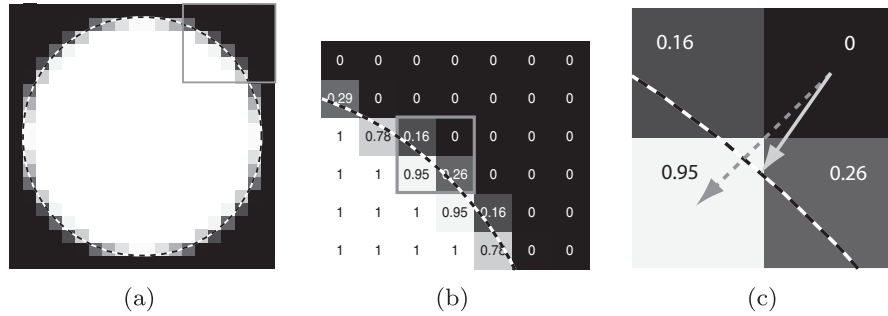 0 0 0 0 0 0 0
0.29 0 0 0 0 0 0
1 0.78 0.16 0 0 0 0
1 1 0.95 0.26 0 0 0
1 1 1 0.95 0.16 0 0
1 1 1 1 0.78 0 0
0.16 0
0.95 0.26
(a) (b) (c)